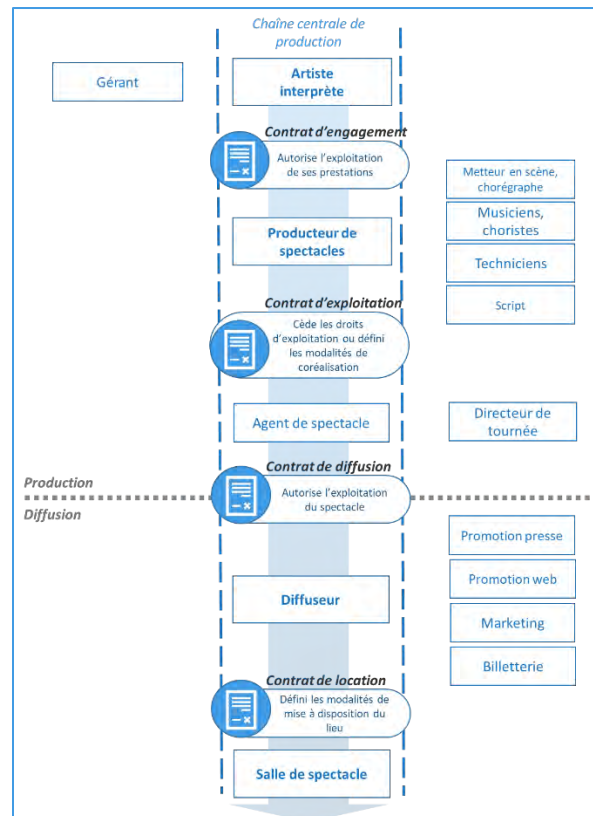 Chaîne centrale de
production
Gérant
Artiste
interprète
Contrat d'engagement
Autorise l'exploitation
de ses prestations
Metteur en scène,
chorégraphe
Musiciens,
choristes
Producteur de
spectacles
Techniciens
Script
Contrat d'exploitation
Cède les droits
d'exploitation ou défini
les modalités de
coréalisation
Agent de spectacle
Directeur de
tournée
Contrat de diffusion
Production
Autorise l'exploitation
du spectacle
Diffusion
Promotion presse
Promotion web
Diffuseur
Marketing
Billetterie
Contrat de location
Défini les modalités de
mise à disposition du
lieu
Salle de spectacle